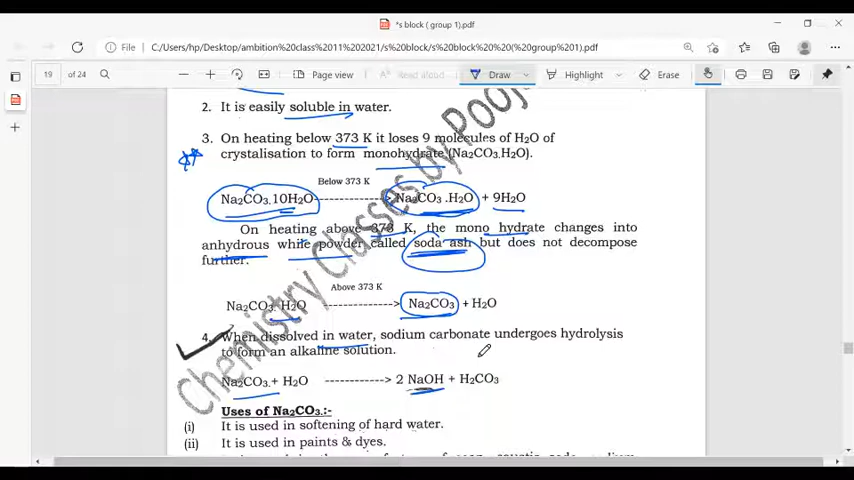 *s block ( group 1).pdf
File
C:/Users/hp/Desktop/ambition%20class%2011%202021/s%20block/s%20block%20%20(%20group%201).pdf
19 of 24
Page view
Read aloud
Draw
Highlight
Erase
2. It is easily soluble in water.
3. On heating below 373 K it loses 9 molecules of H2O of
crystalisation to form monohydrate (Na2CO3.H2O).
Below 373 K
Na2CO3.10H2O ------------> Na2CO3 .H2O + 9H2O
On heating above 373 K, the mono hydrate changes into
anhydrous while powder called soda ash but does not decompose
further.
Above 373 K
Na2CO3. H2O ------------> Na2CO3 + H2O
4. When dissolved in water, sodium carbonate undergoes hydrolysis
to form an alkaline solution.
Na2CO3.+ H2O ------------> 2 NaOH + H2CO3
Uses of Na2CO3.:-
(i) It is used in softening of hard water.
(ii) It is used in paints & dyes.
Chemistry Classes by Pooja